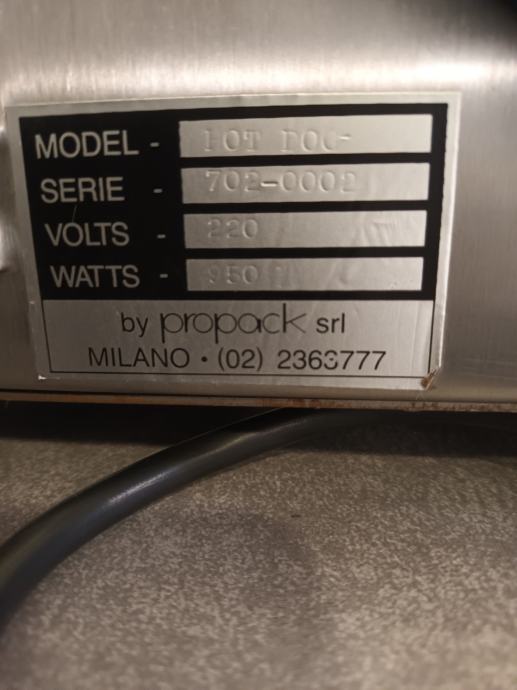 MODEL - HOT DOG
SERIE - 702-0002
VOLTS - 220
WATTS - 950
by propack srl
MILANO • (02) 2363777